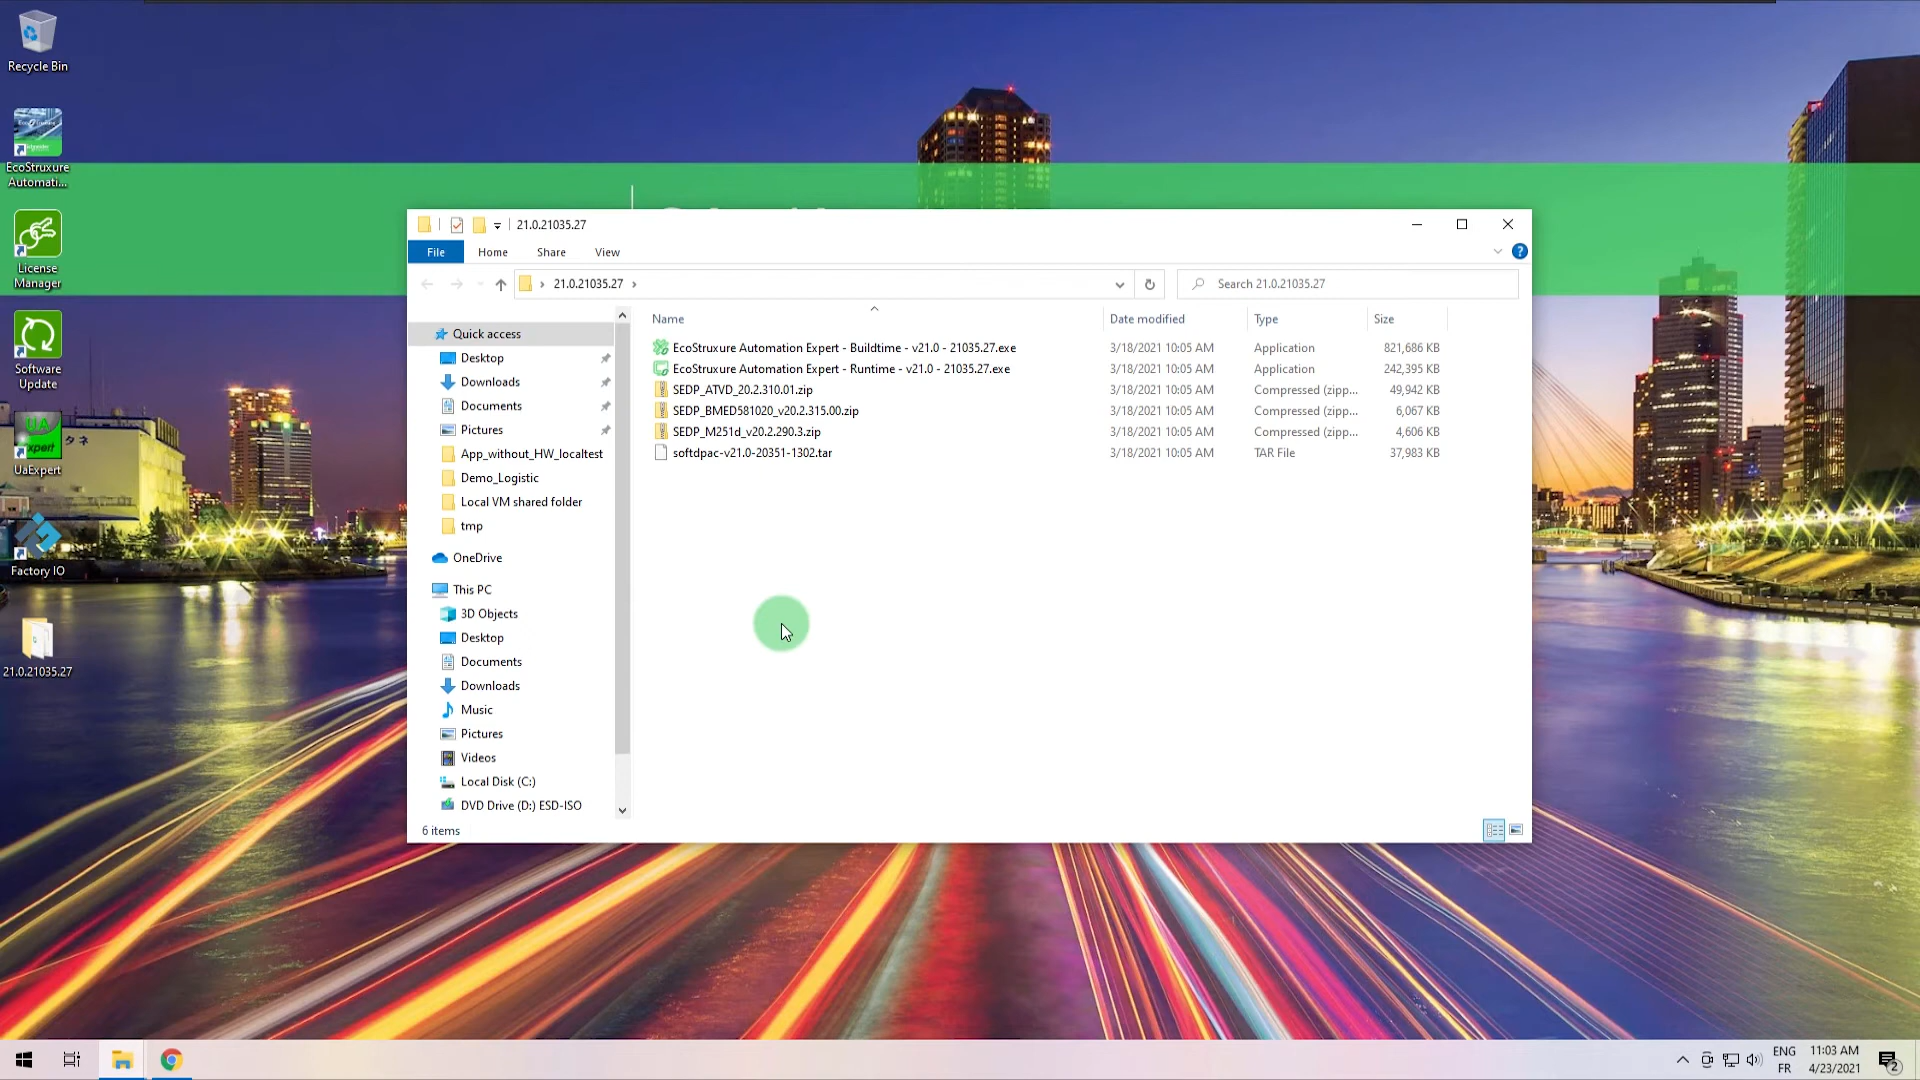 Recycle Bin
EcoStruxure
Automati...
License
Manager
Software
Update
UA
expert
タネ
UaExpert
Factory IO
21.0.21035.27
21.0.21035.27
File
Home
Share
View
21.0.21035.27
Search 21.0.21035.27
Quick access
Desktop
Downloads
Documents
Pictures
App_without_HW_localtest
Demo_Logistic
Local VM shared folder
tmp
OneDrive
This PC
3D Objects
Desktop
Documents
Downloads
Music
Pictures
Videos
Local Disk (C:)
DVD Drive (D:) ESD-ISO
Name Date modified Type Size
EcoStruxure Automation Expert - Buildtime - v21.0 - 21035.27.exe 3/18/2021 10:05 AM Application 821,686 KB
EcoStruxure Automation Expert - Runtime - v21.0 - 21035.27.exe 3/18/2021 10:05 AM Application 242,395 KB
SEDP_ATVD_20.2.310.01.zip 3/18/2021 10:05 AM Compressed (zipp... 49,942 KB
SEDP_BMED581020_v20.2.315.00.zip 3/18/2021 10:05 AM Compressed (zipp... 6,067 KB
SEDP_M251d_v20.2.290.3.zip 3/18/2021 10:05 AM Compressed (zipp... 4,606 KB
softdpac-v21.0-20351-1302.tar 3/18/2021 10:05 AM TAR File 37,983 KB
6 items
ENG
FR
11:03 AM
4/23/2021
2